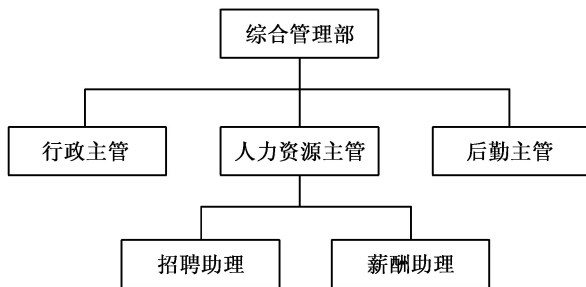 综合管理部
行政主管
人力资源主管
后勤主管
招聘助理
薪酬助理